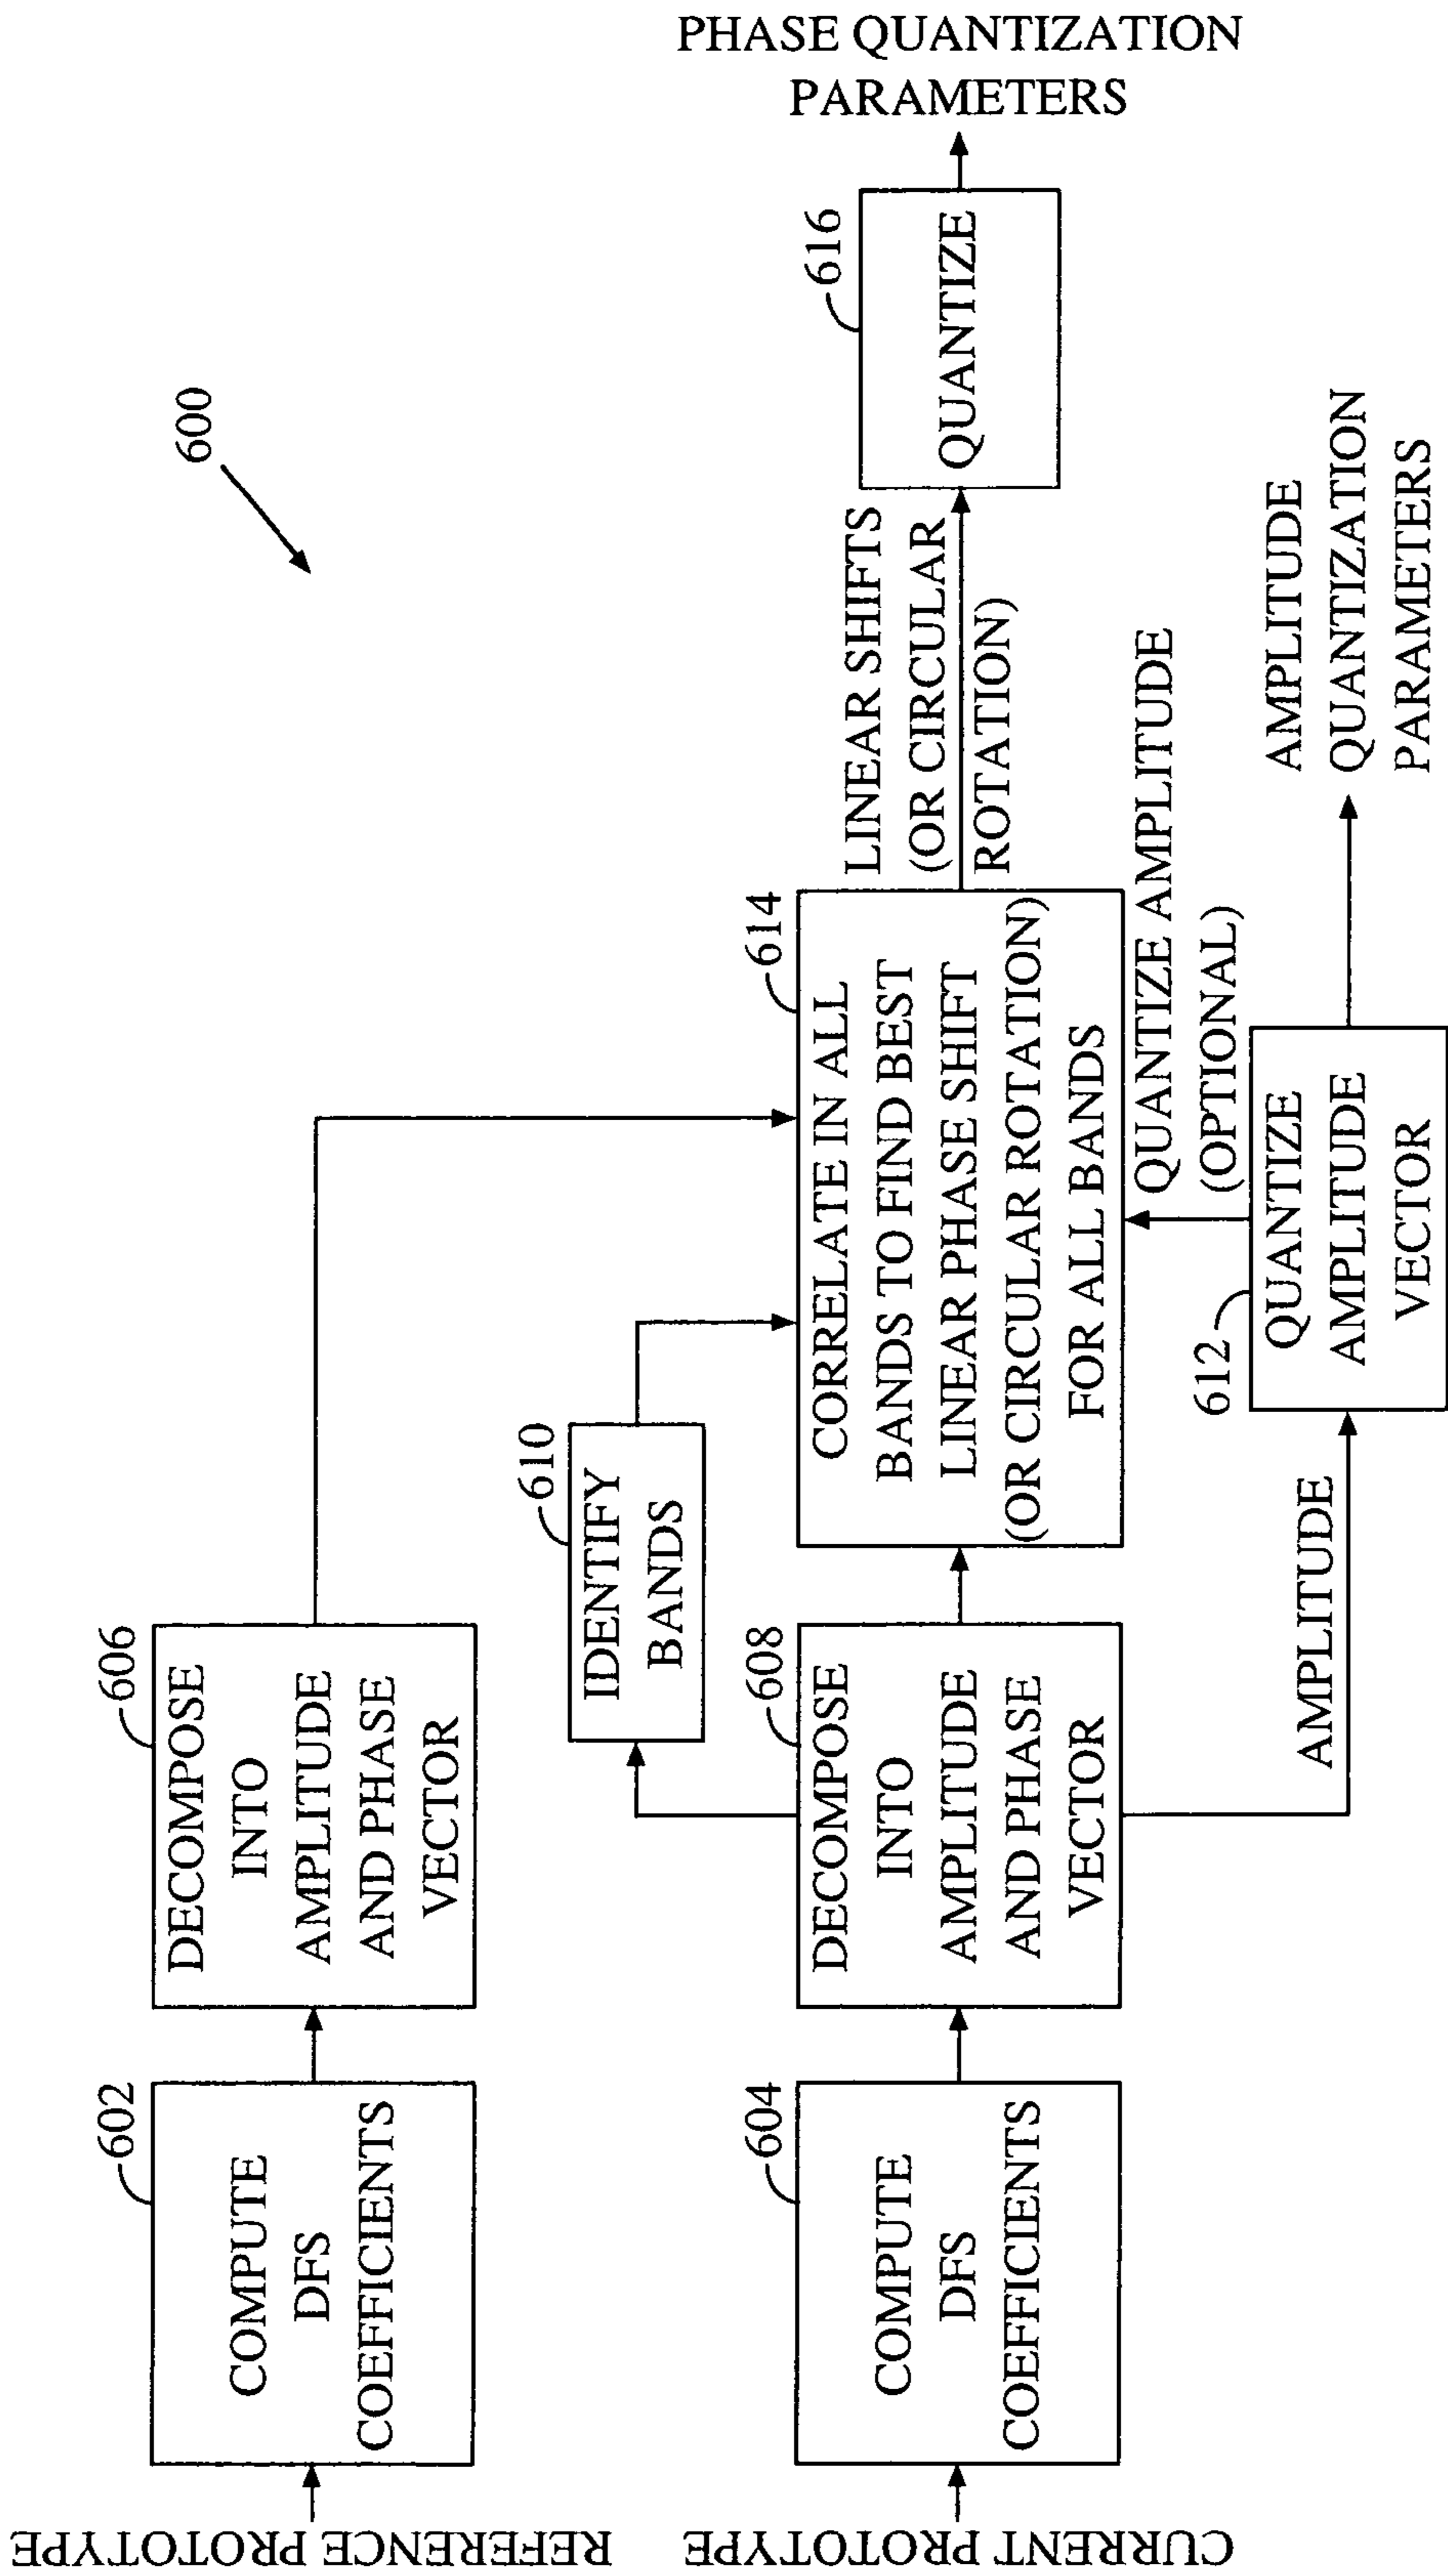 600
REFERENCE PROTOTYPE
602
COMPUTE
DFS
COEFFICIENTS
606
DECOMPOSE
INTO
AMPLITUDE
AND PHASE
VECTOR
610
IDENTIFY
BANDS
CURRENT PROTOTYPE
604
COMPUTE
DFS
COEFFICIENTS
608
DECOMPOSE
INTO
AMPLITUDE
AND PHASE
VECTOR
614
CORRELATE IN ALL
BANDS TO FIND BEST
LINEAR PHASE SHIFT
(OR CIRCULAR ROTATION)
FOR ALL BANDS
LINEAR SHIFTS
(OR CIRCULAR
ROTATION)
616
QUANTIZE
PHASE QUANTIZATION
PARAMETERS
AMPLITUDE
612
QUANTIZE
AMPLITUDE
VECTOR
QUANTIZE AMPLITUDE
(OPTIONAL)
AMPLITUDE
QUANTIZATION
PARAMETERS